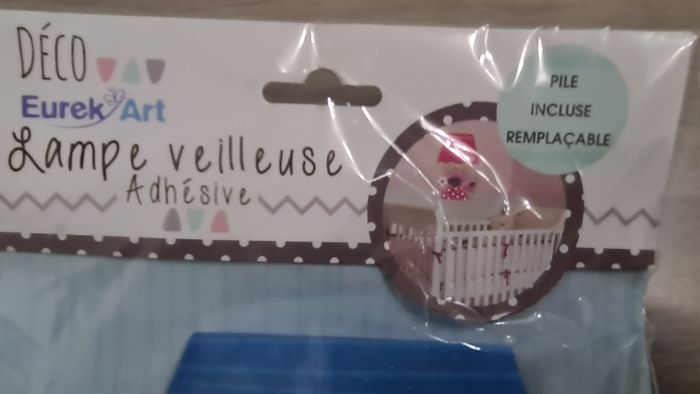 DÉCO
Eurek'Art
Lampe veilleuse
Adhésive
PILE
INCLUSE
REMPLAÇABLE